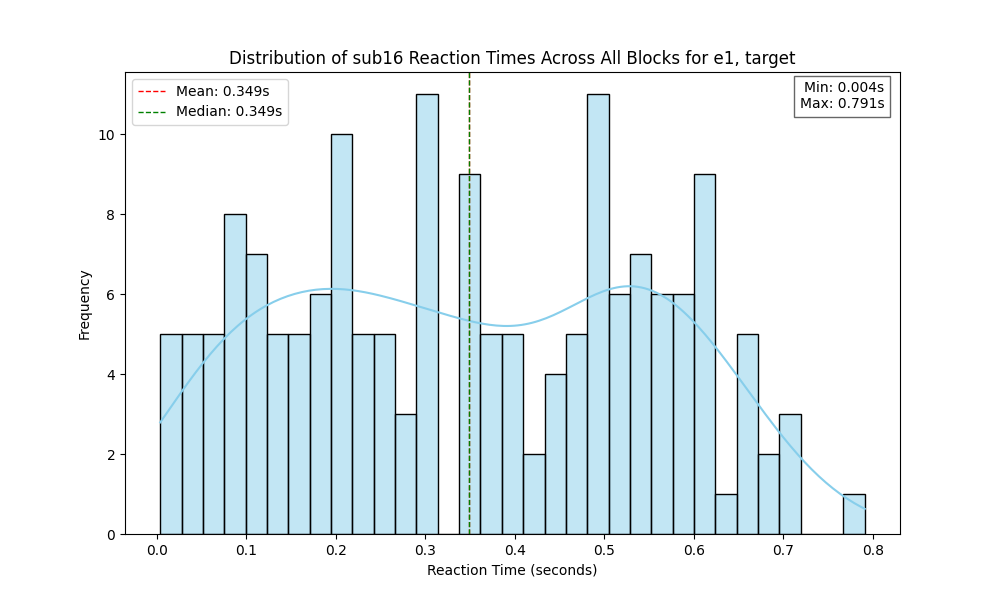 Distribution of sub16 Reaction Times Across All Blocks for e1, target
Mean: 0.349s
Median: 0.349s
Min: 0.004s
Max: 0.791s
Frequency
10
8
6
4
2
0
0.0 0.1 0.2 0.3 0.4 0.5 0.6 0.7 0.8
Reaction Time (seconds)